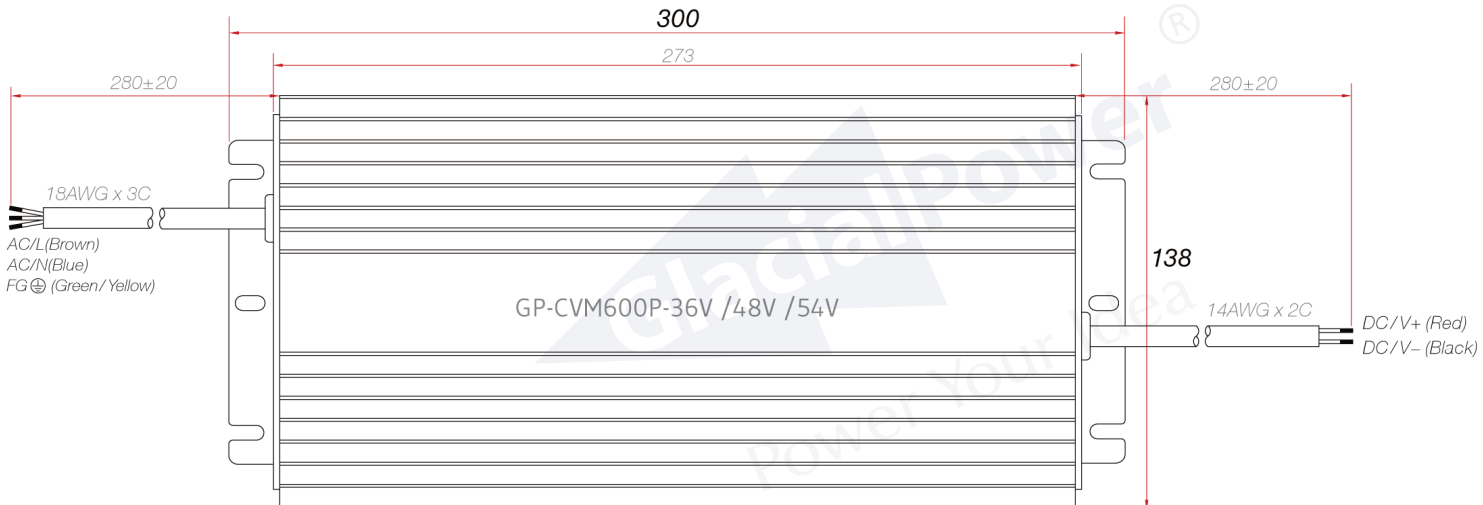 300
273
280±20
280±20
18AWG x 3C
AC/L(Brown)
AC/N(Blue)
FG (Green/Yellow)
GP-CVM600P-36V /48V /54V
138
14AWG x 2C
DC/V+ (Red)
DC/V– (Black)
GlacialPower®
Power Your Idea